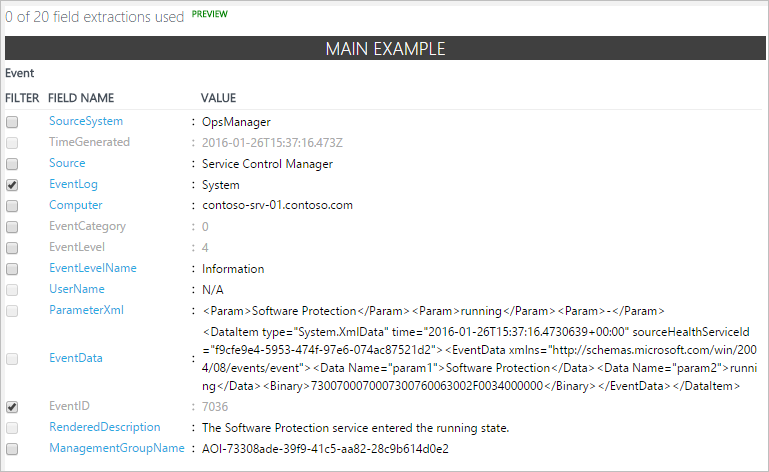 0 of 20 field extractions used PREVIEW
MAIN EXAMPLE
Event
FILTER FIELD NAME VALUE
SourceSystem : OpsManager
TimeGenerated : 2016-01-26T15:37:16.473Z
Source : Service Control Manager
EventLog : System
Computer : contoso-srv-01.contoso.com
EventCategory : 0
EventLevel : 4
EventLevelName : Information
UserName : N/A
ParameterXml : <Param>Software Protection</Param><Param>running</Param><Param>-</Param>
<DataItem type="System.XmlData" time="2016-01-26T15:37:16.4730639+00:00" sourceHealthServiceId
="f9cfe9e4-5953-474f-97e6-074ac87521d2"><EventData xmlns="http://schemas.microsoft.com/win/200
EventData : 4/08/events/event"><Data Name="param1">Software Protection</Data><Data Name="param2">runni
ng</Data><Binary>7300700070007300760063002F0034000000</Binary></EventData></DataItem>
EventID : 7036
RenderedDescription : The Software Protection service entered the running state.
ManagementGroupName : AOI-73308ade-39f9-41c5-aa82-28c9b614d0e2